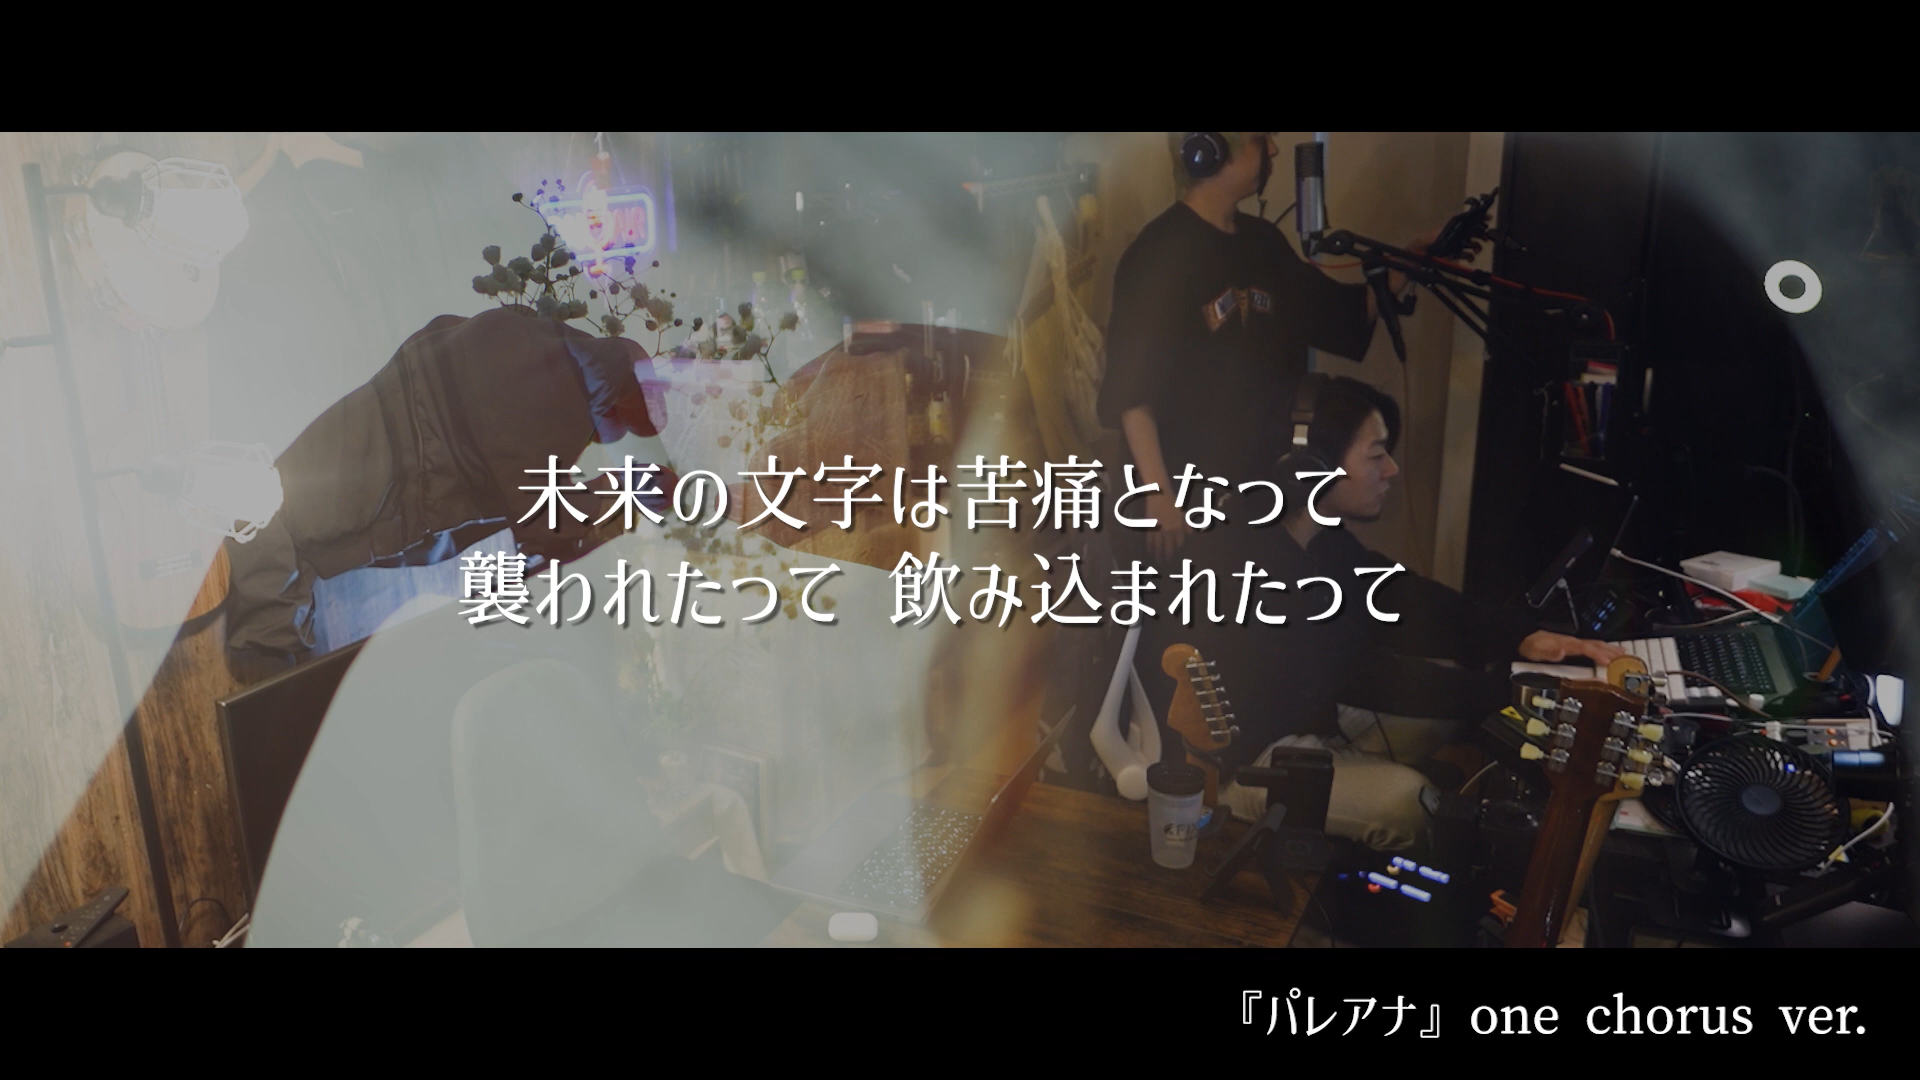 未来の文字は苦痛となって
襲われたって 飲み込まれたって
『パレアナ』one chorus ver.